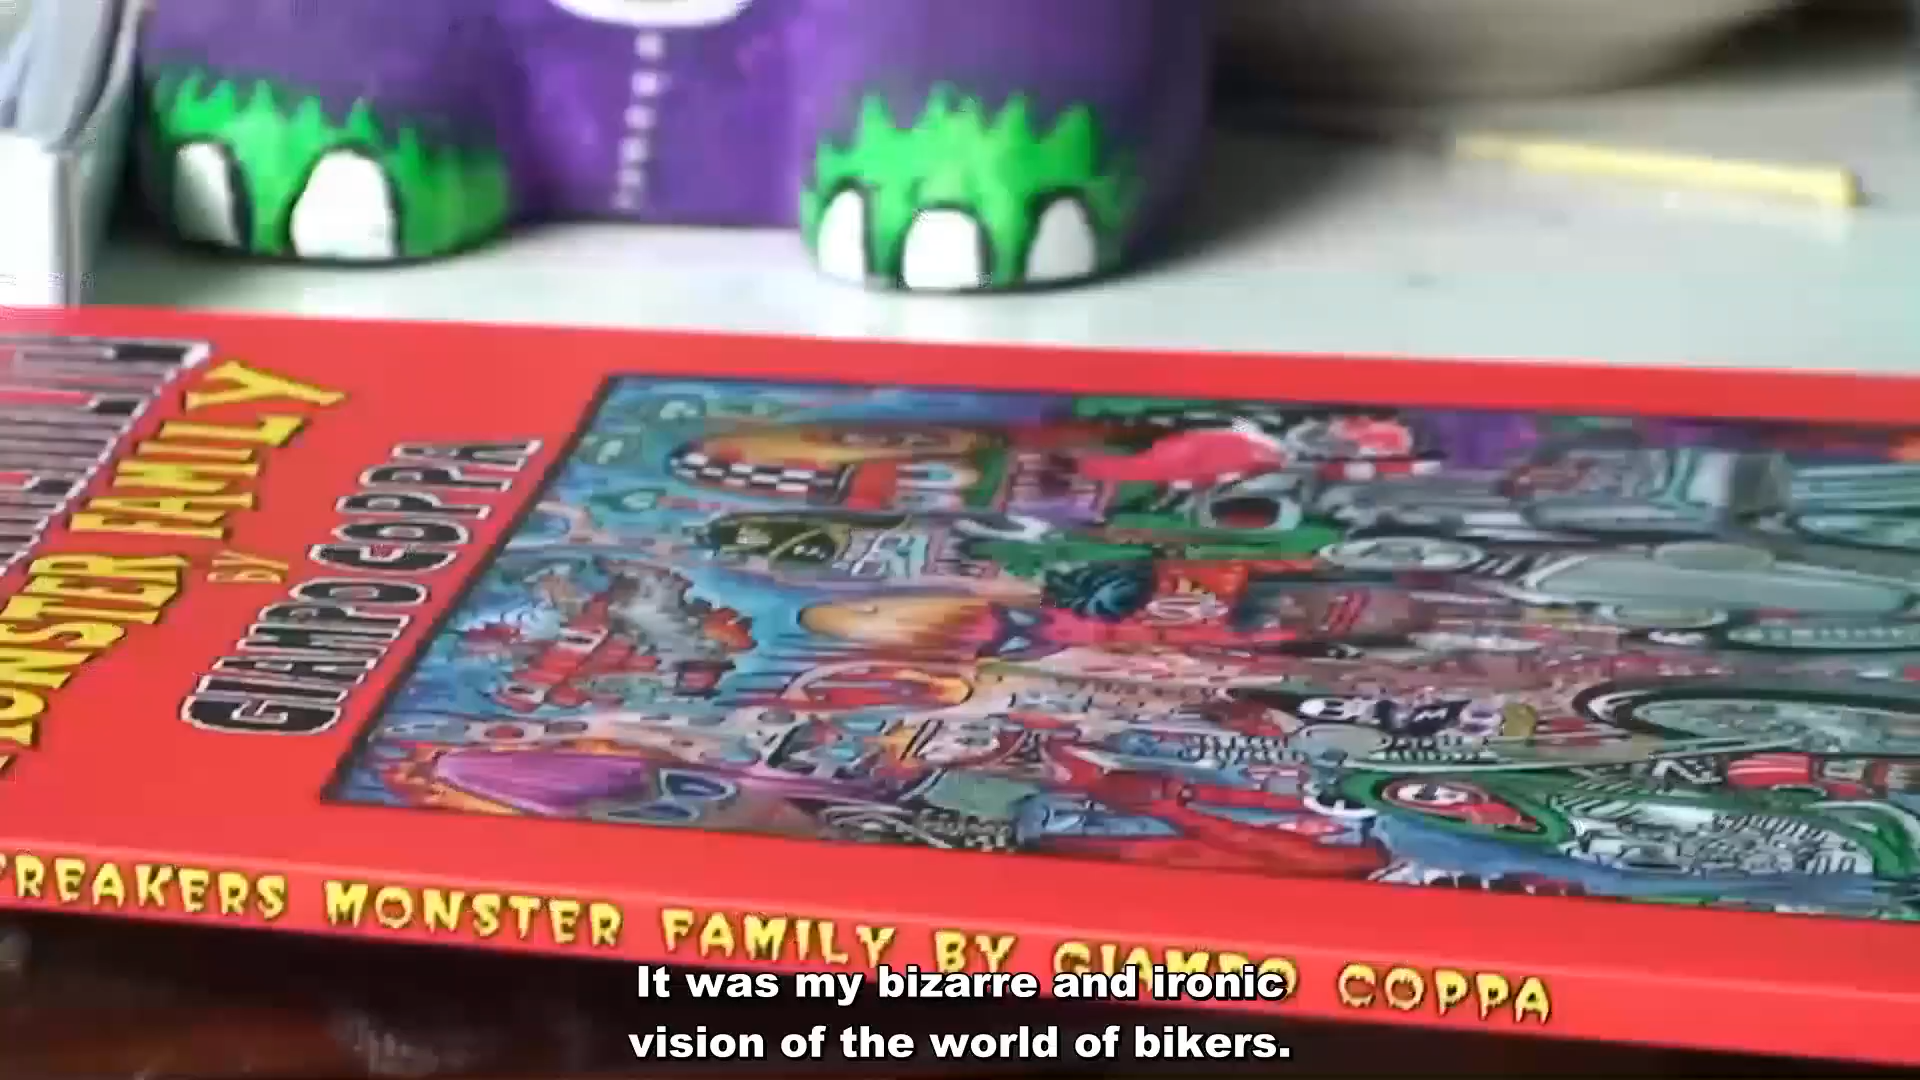 MONSTER FAMILY
BY
GIAMPO COPPA
FREAKERS MONSTER FAMILY BY GIAMPO COPPA
It was my bizarre and ironic
vision of the world of bikers.